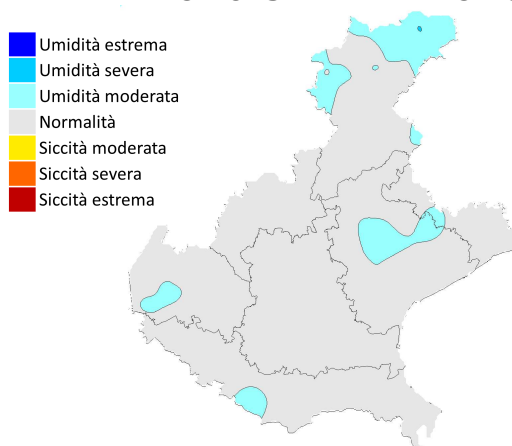 Umidità estrema
Umidità severa
Umidità moderata
Normalità
Siccità moderata
Siccità severa
Siccità estrema